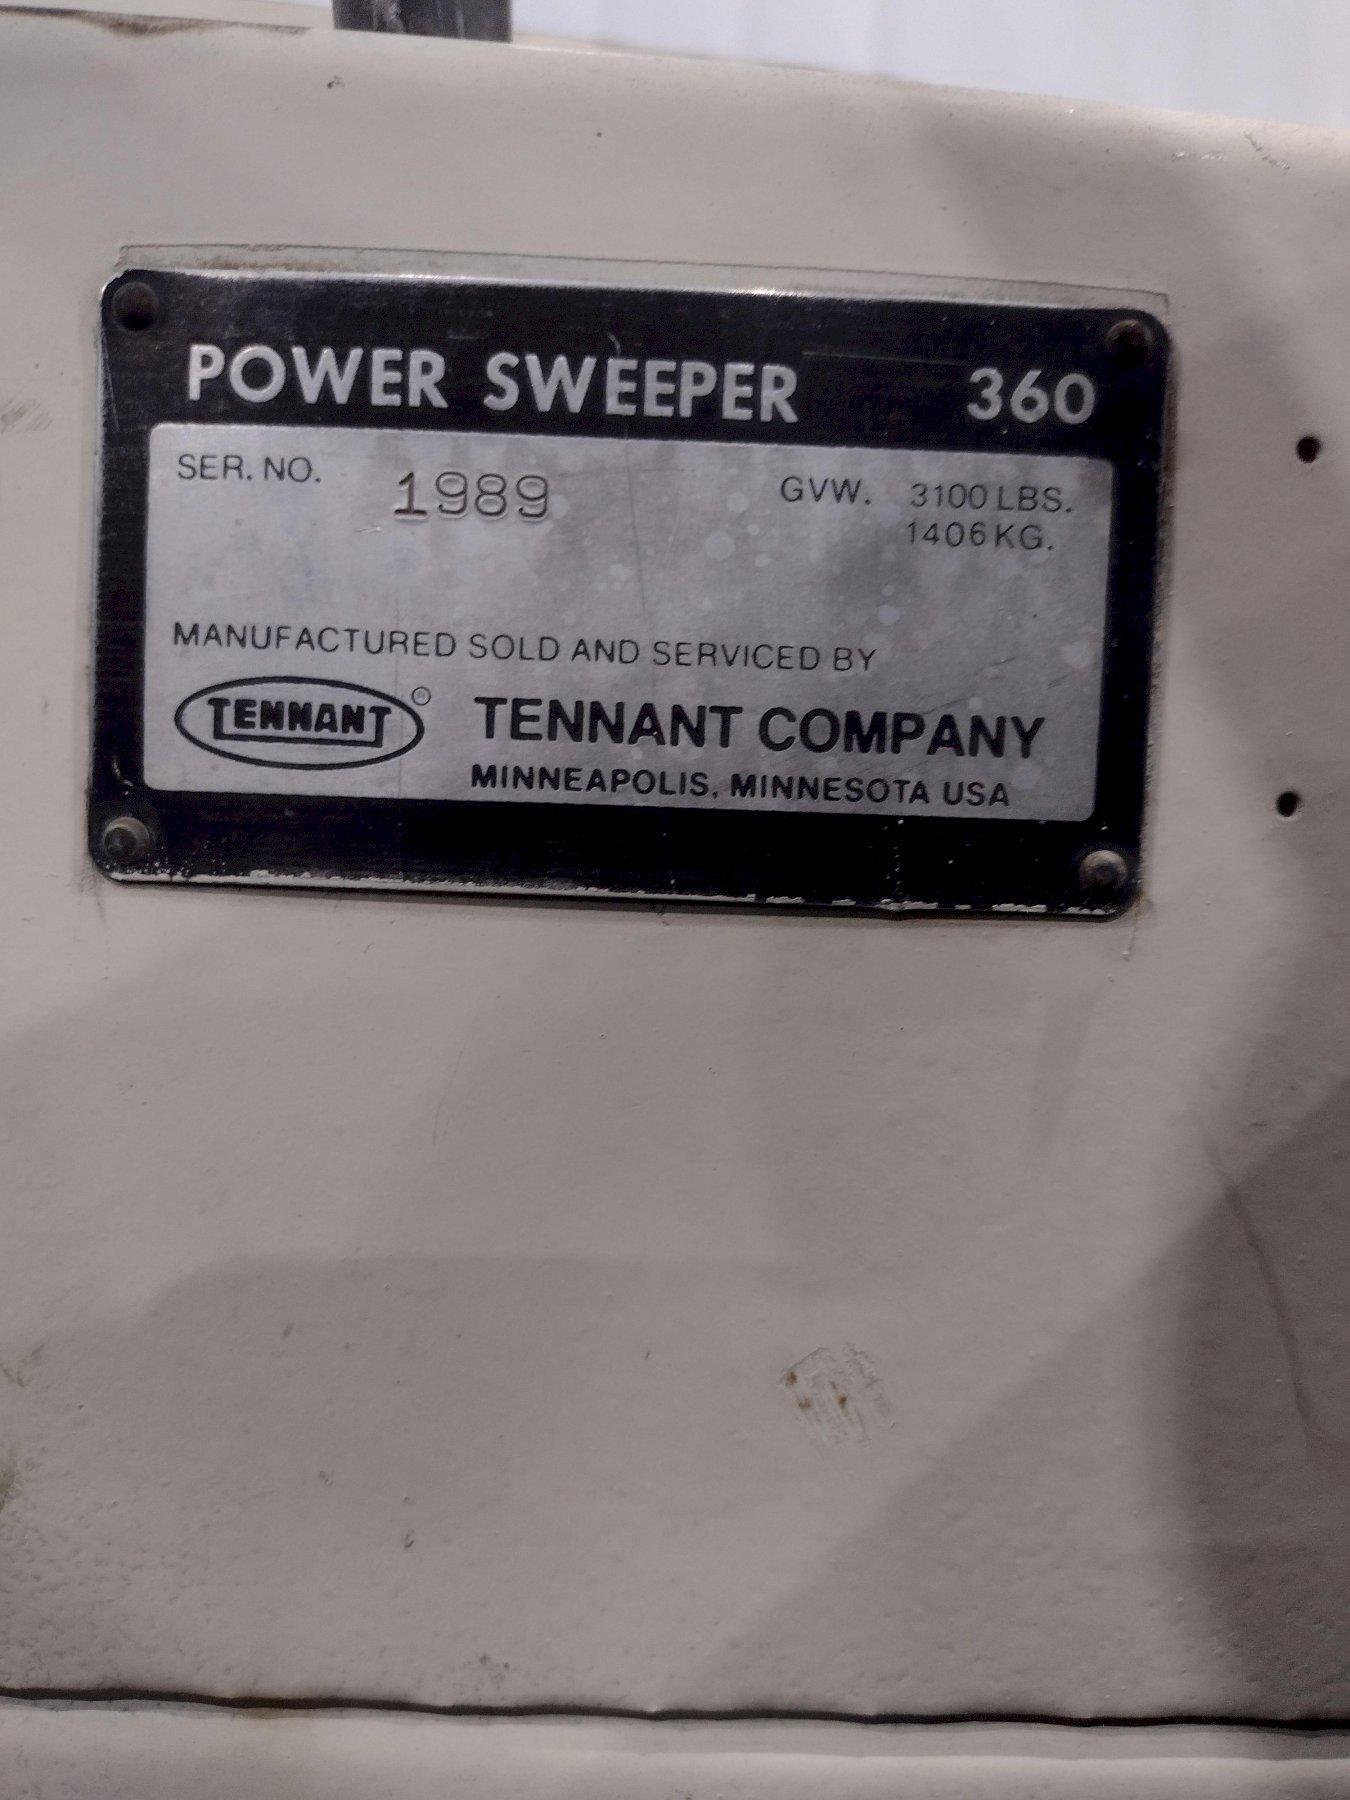 POWER SWEEPER 360
SER. NO. 1989 GVW. 3100 LBS.
1406 KG.
MANUFACTURED SOLD AND SERVICED BY
TENNANT ® TENNANT COMPANY
MINNEAPOLIS, MINNESOTA USA